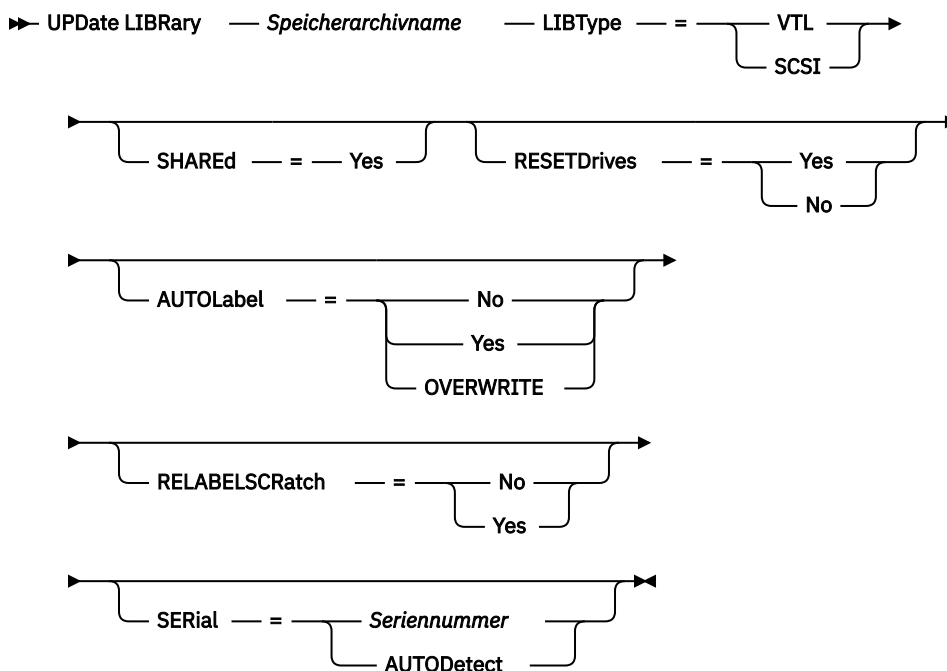 UPDate LIBRary Speicherarchivname LIBType = VTL
SCSI
SHAREd = Yes RESETDrives = Yes
No
AUTOLabel = No
Yes
OVERWRITE
RELABELSCRatch = No
Yes
SERial = Seriennummer
AUTODetect